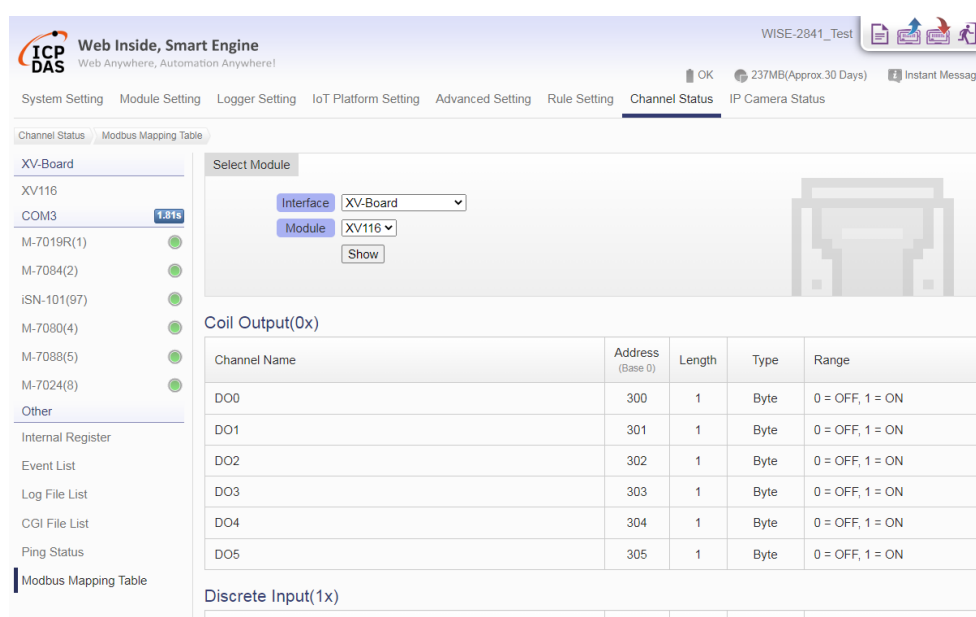 ICP DAS
Web Inside, Smart Engine
Web Anywhere, Automation Anywhere!
WISE-2841_Test
OK 237MB(Approx.30 Days) Instant Messag
System Setting Module Setting Logger Setting IoT Platform Setting Advanced Setting Rule Setting Channel Status IP Camera Status
Channel Status Modbus Mapping Table
XV-Board
XV116
COM3 1.81s
M-7019R(1)
M-7084(2)
iSN-101(97)
M-7080(4)
M-7088(5)
M-7024(8)
Other
Internal Register
Event List
Log File List
CGI File List
Ping Status
Modbus Mapping Table
Select Module
Interface XV-Board
Module XV116
Show
Coil Output(0x)
Channel Name Address (Base 0) Length Type Range
DO0 300 1 Byte 0 = OFF, 1 = ON
DO1 301 1 Byte 0 = OFF, 1 = ON
DO2 302 1 Byte 0 = OFF, 1 = ON
DO3 303 1 Byte 0 = OFF, 1 = ON
DO4 304 1 Byte 0 = OFF, 1 = ON
DO5 305 1 Byte 0 = OFF, 1 = ON
Discrete Input(1x)